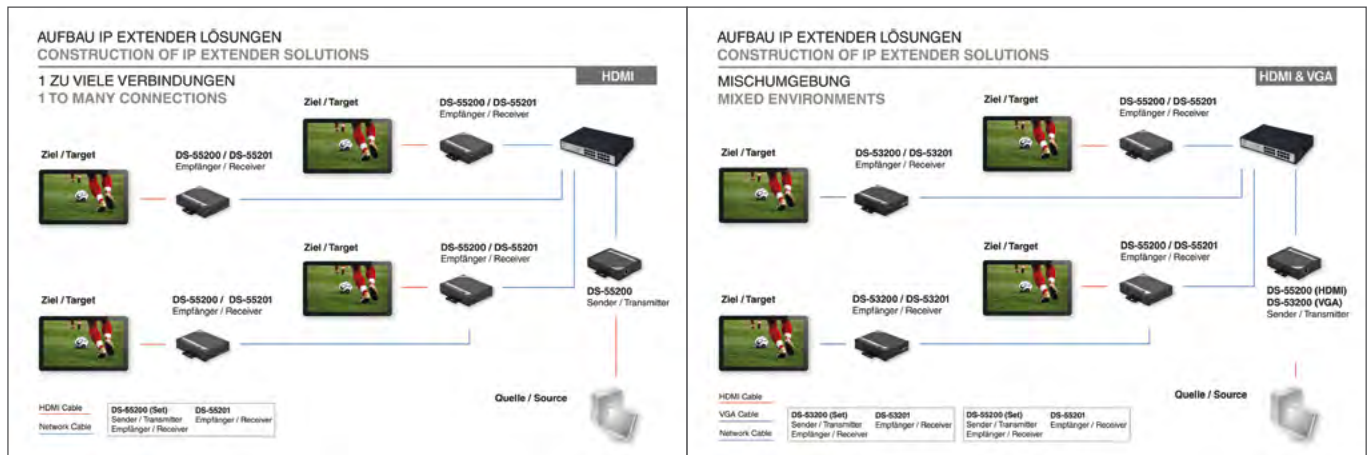 AUFBAU IP EXTENDER LÖSUNGEN
CONSTRUCTION OF IP EXTENDER SOLUTIONS
1 ZU VIELE VERBINDUNGEN
1 TO MANY CONNECTIONS
HDMI
Ziel / Target
DS-55200 / DS-55201
Empfänger / Receiver
Ziel / Target
DS-55200 / DS-55201
Empfänger / Receiver
Ziel / Target
DS-55200 / DS-55201
Empfänger / Receiver
DS-55200
Sender / Transmitter
Ziel / Target
DS-55200 / DS-55201
Empfänger / Receiver
Quelle / Source
HDMI Cable
Network Cable
DS-55200 (Set)
Sender / Transmitter
Empfänger / Receiver
DS-55201
Empfänger / Receiver
AUFBAU IP EXTENDER LÖSUNGEN
CONSTRUCTION OF IP EXTENDER SOLUTIONS
MISCHUMGEBUNG
MIXED ENVIRONMENTS
HDMI & VGA
Ziel / Target
DS-55200 / DS-55201
Empfänger / Receiver
Ziel / Target
DS-53200 / DS-53201
Empfänger / Receiver
Ziel / Target
DS-55200 / DS-55201
Empfänger / Receiver
DS-55200 (HDMI)
DS-53200 (VGA)
Sender / Transmitter
Ziel / Target
DS-53200 / DS-53201
Empfänger / Receiver
Quelle / Source
HDMI Cable
VGA Cable
Network Cable
DS-53200 (Set)
Sender / Transmitter
Empfänger / Receiver
DS-53201
Empfänger / Receiver
DS-55200 (Set)
Sender / Transmitter
Empfänger / Receiver
DS-55201
Empfänger / Receiver